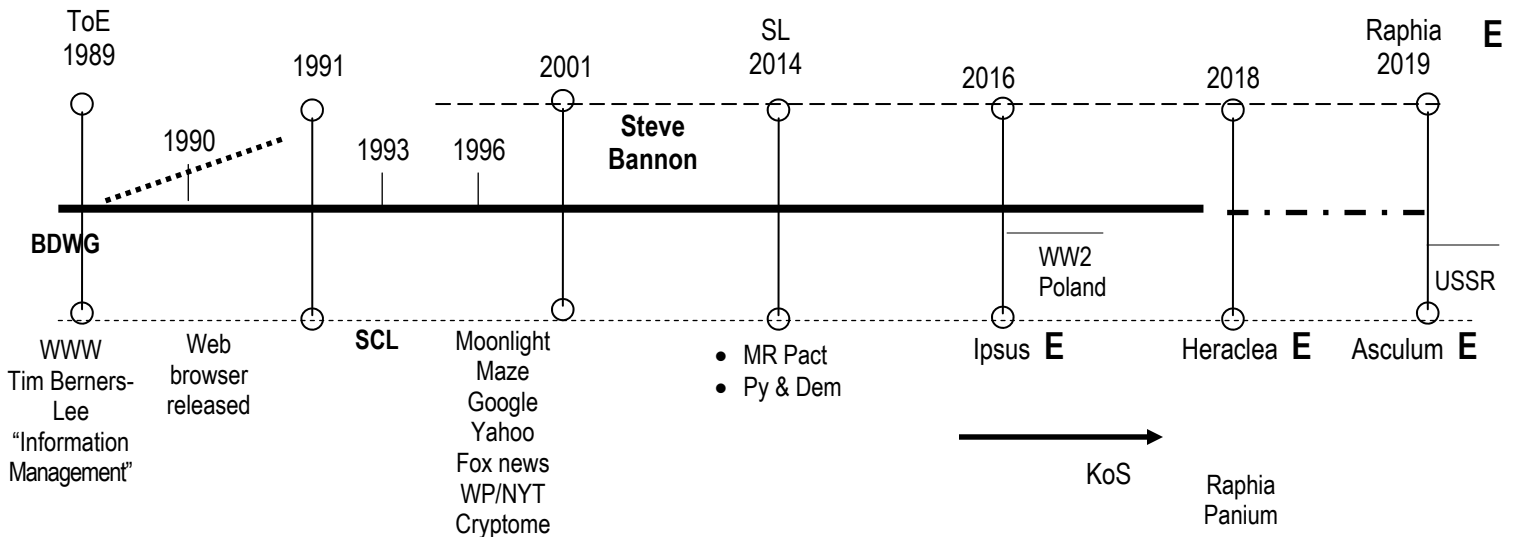 ToE
1989
1990
1991
1993
1996
2001
Steve
Bannon
SL
2014
2016
2018
Raphia
2019
E
BDWG
WW2
Poland
USSR
WWW
Tim Berners-
Lee
“Information
Management”
Web
browser
released
SCL
Moonlight
Maze
Google
Yahoo
Fox news
WP/NYT
Cryptome
• MR Pact
• Py & Dem
Ipsus E
Heraclea E
Asculum E
KoS
Raphia
Panium